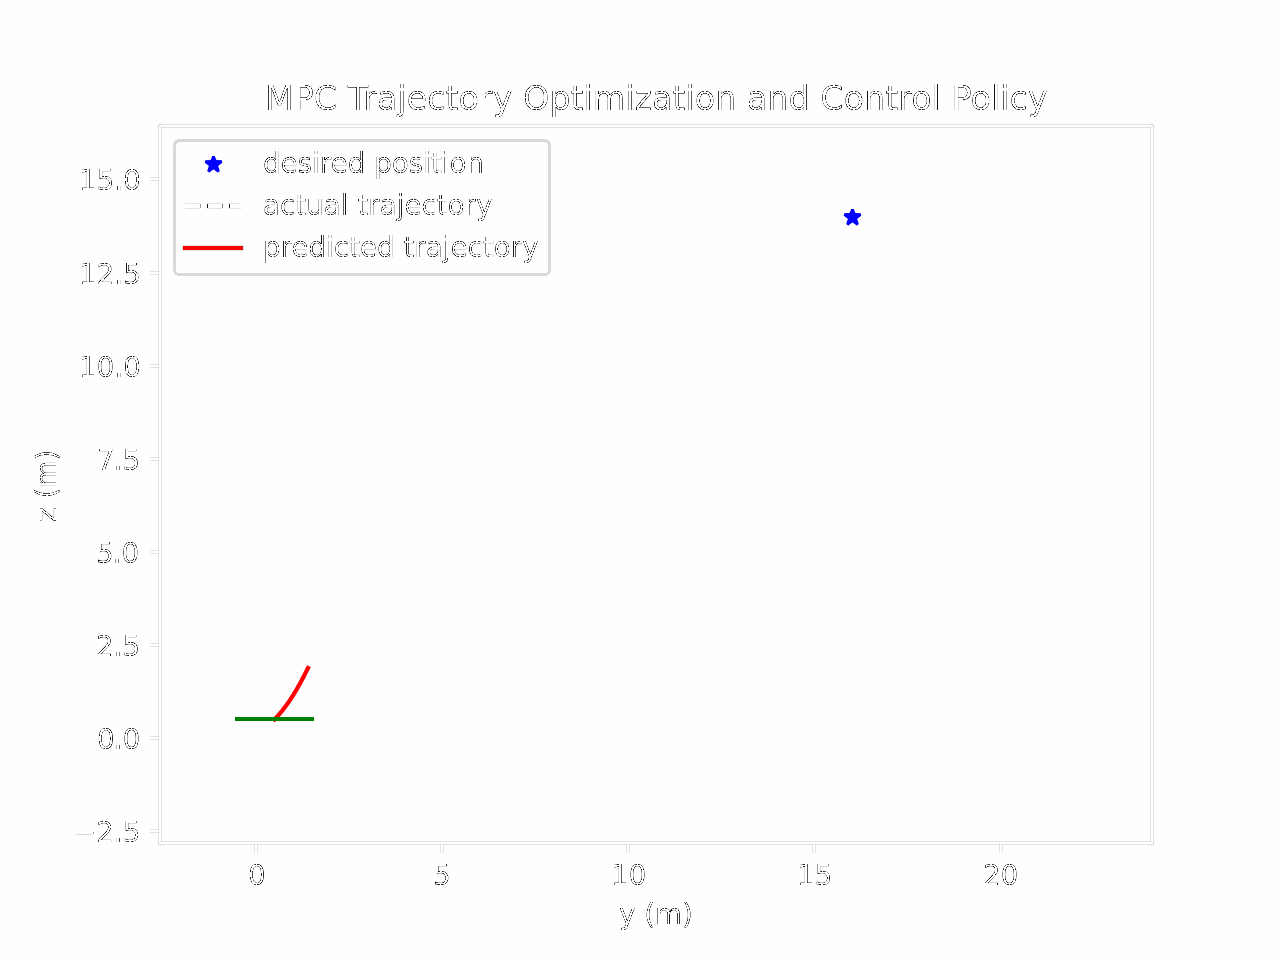 MPC Trajectory Optimization and Control Policy
desired position
actual trajectory
predicted trajectory
15.0
12.5
10.0
7.5
5.0
2.5
0.0
−2.5
z (m)
0 5 10 15 20
y (m)